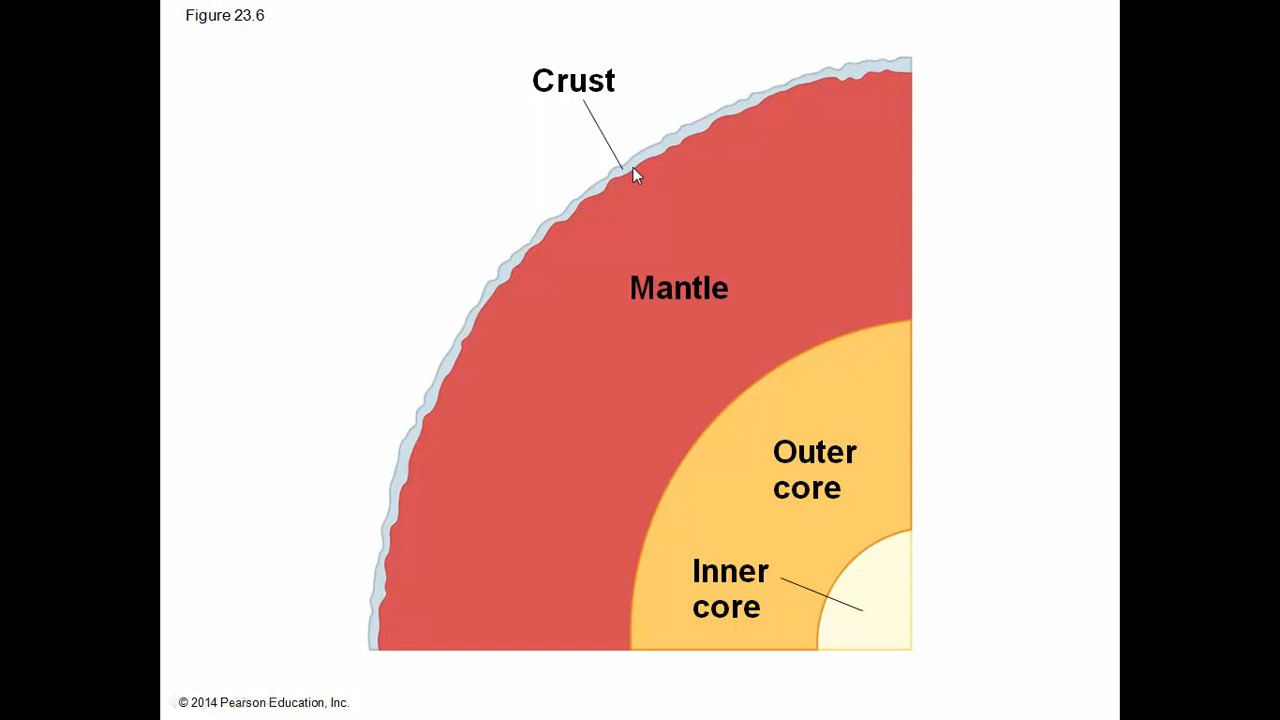 Figure 23.6
Crust
Mantle
Outer
core
Inner
core
© 2014 Pearson Education, Inc.